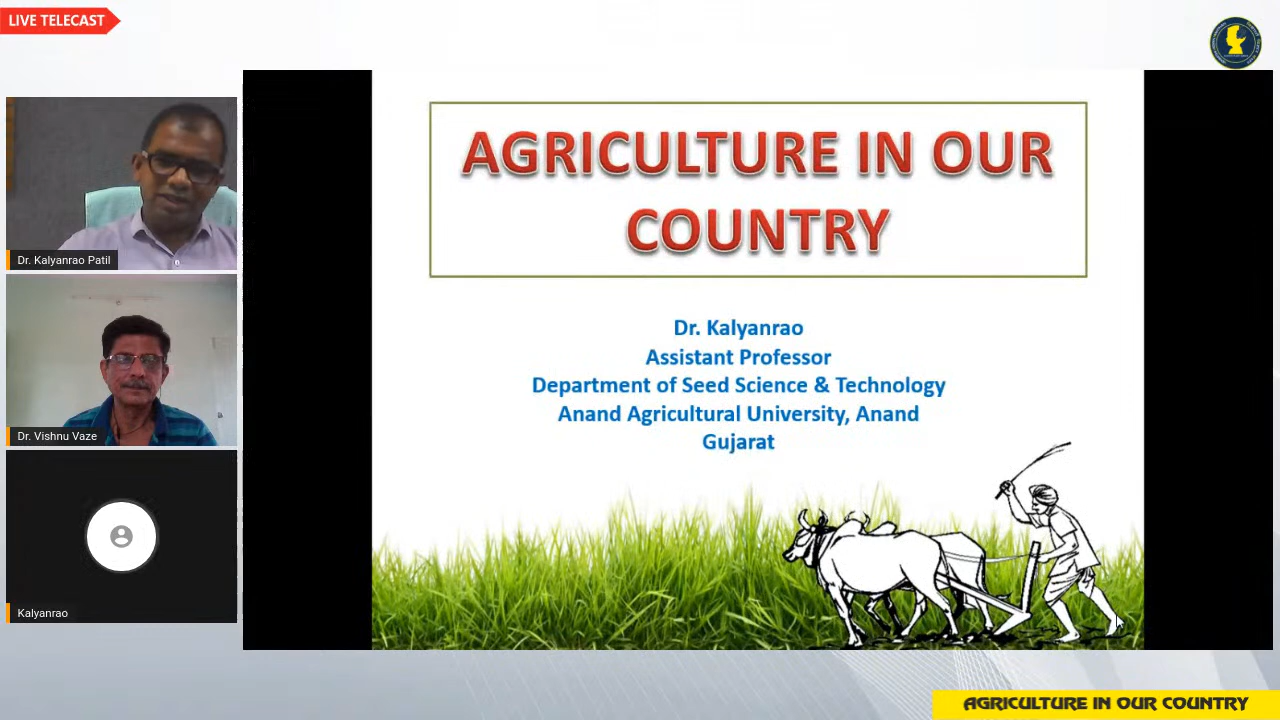 LIVE TELECAST
AGRICULTURE IN OUR
COUNTRY
Dr. Kalyanrao
Assistant Professor
Department of Seed Science & Technology
Anand Agricultural University, Anand
Gujarat
Dr. Kalyanrao Patil
Dr. Vishnu Vaze
Kalyanrao
AGRICULTURE IN OUR COUNTRY